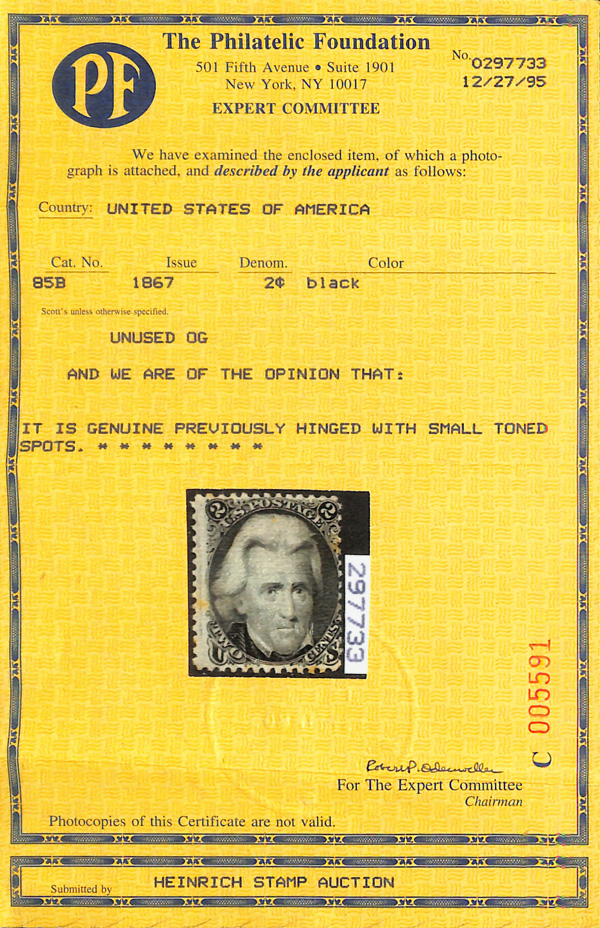 PF
The Philatelic Foundation
501 Fifth Avenue • Suite 1901
New York, NY 10017
EXPERT COMMITTEE
No. 0297733
12/27/95
We have examined the enclosed item, of which a photo-
graph is attached, and described by the applicant as follows:
Country: UNITED STATES OF AMERICA
Cat. No. Issue Denom. Color
85B 1867 2¢ black
Scott's unless otherwise specified.
UNUSED OG
AND WE ARE OF THE OPINION THAT:
IT IS GENUINE PREVIOUSLY HINGED WITH SMALL TONED
SPOTS. * * * * * * * *
2 U.S. POSTAGE 2
TWO CENTS
U S
297733
C 005591
Robert P. Odenweller
For The Expert Committee
Chairman
Photocopies of this Certificate are not valid.
Submitted by HEINRICH STAMP AUCTION